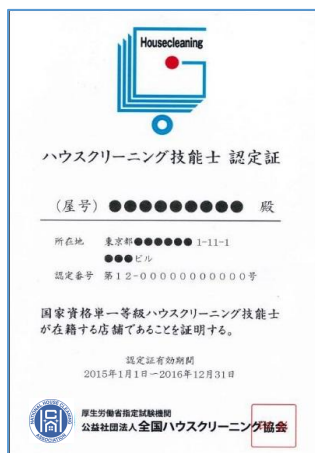 Housecleaning
ハウスクリーニング技能士 認定証
(屋号) ●●●●●●●●● 殿
所在地 東京都●●●●●● 1-11-1
●●●ビル
認定番号 第12-00000000000号
国家資格単一等級ハウスクリーニング技能士
が在籍する店舗であることを証明する。
認定証有効期間
2015年1月1日〜2016年12月31日
NATIONAL HOUSE CLEANING
ASSOCIATION
厚生労働省指定試験機関
公益社団法人 全国ハウスクリーニング協会